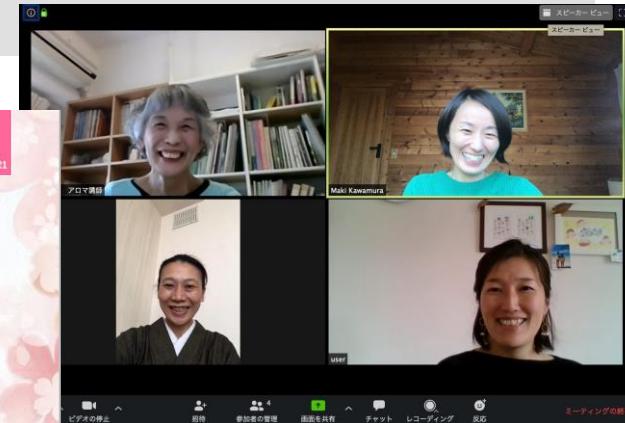 スピーカー ビュー
スピーカー ビュー
21
アロマ講師
Maki Kawamura
user
4
ビデオの停止
招待
参加者の管理
画面を共有
チャット
レコーディング
反応
ミーティングの終